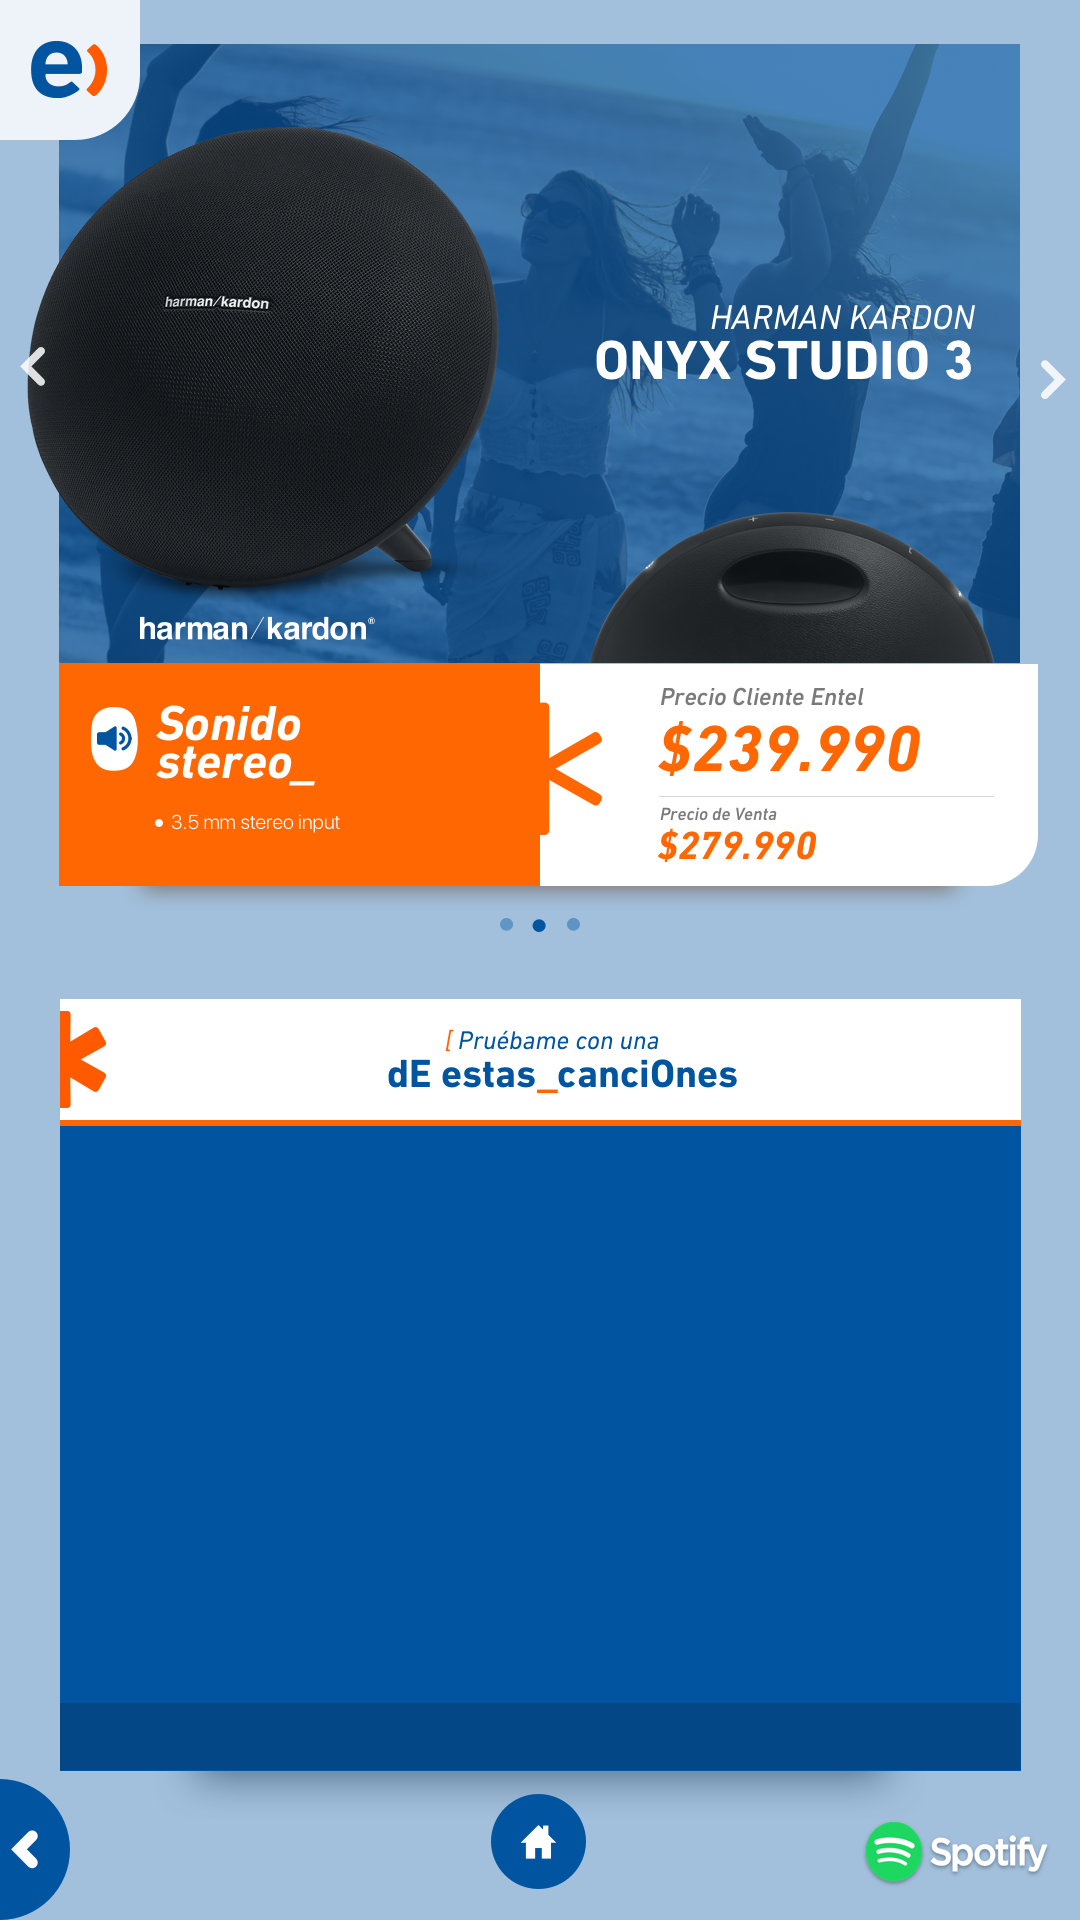 e)
harman/kardon
HARMAN KARDON
ONYX STUDIO 3
harman/kardon®
Sonido
stereo_
• 3.5 mm stereo input
Precio Cliente Entel
$239.990
Precio de Venta
$279.990
[ Pruébame con una
dE estas_canciOnes
Spotify